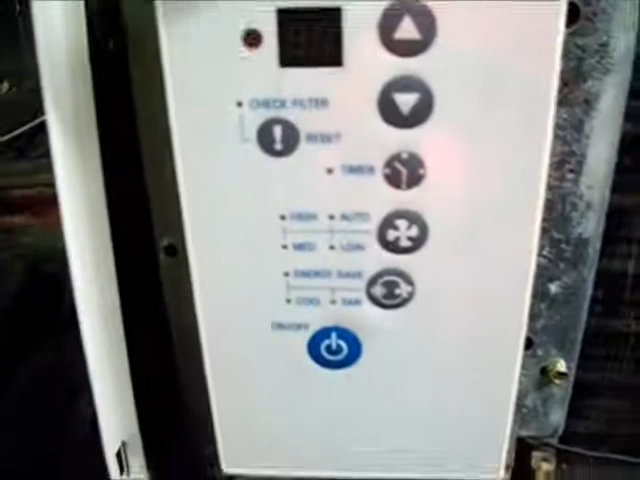 CHECK FILTER
RESET
TIMER
HIGH AUTO
MED LOW
ENERGY SAVE
COOL FAN
ON/OFF